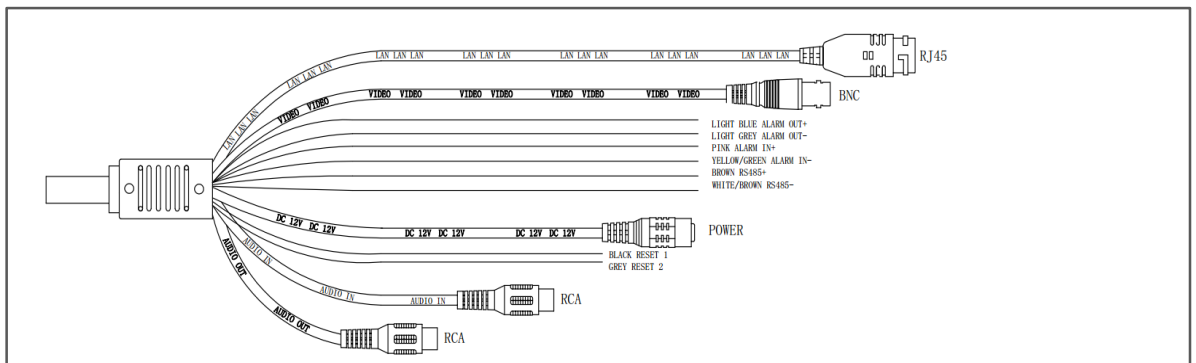 LAN LAN LAN LAN LAN LAN LAN LAN LAN LAN LAN LAN LAN LAN LAN LAN LAN LAN LAN LAN LAN RJ45
VIDEO VIDEO VIDEO VIDEO VIDEO VIDEO VIDEO VIDEO VIDEO VIDEO BNC
LIGHT BLUE ALARM OUT+
LIGHT GREY ALARM OUT-
PINK ALARM IN+
YELLOW/GREEN ALARM IN-
BROWN RS485+
WHITE/BROWN RS485-
DC 12V DC 12V DC 12V DC 12V DC 12V DC 12V POWER
BLACK RESET 1
GREY RESET 2
AUDIO IN AUDIO IN AUDIO IN RCA
AUDIO OUT AUDIO OUT RCA